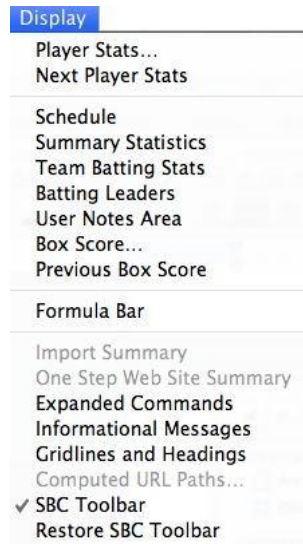 Display
Player Stats...
Next Player Stats
Schedule
Summary Statistics
Team Batting Stats
Batting Leaders
User Notes Area
Box Score...
Previous Box Score
Formula Bar
Import Summary
One Step Web Site Summary
Expanded Commands
Informational Messages
Gridlines and Headings
Computed URL Paths...
✓ SBC Toolbar
Restore SBC Toolbar